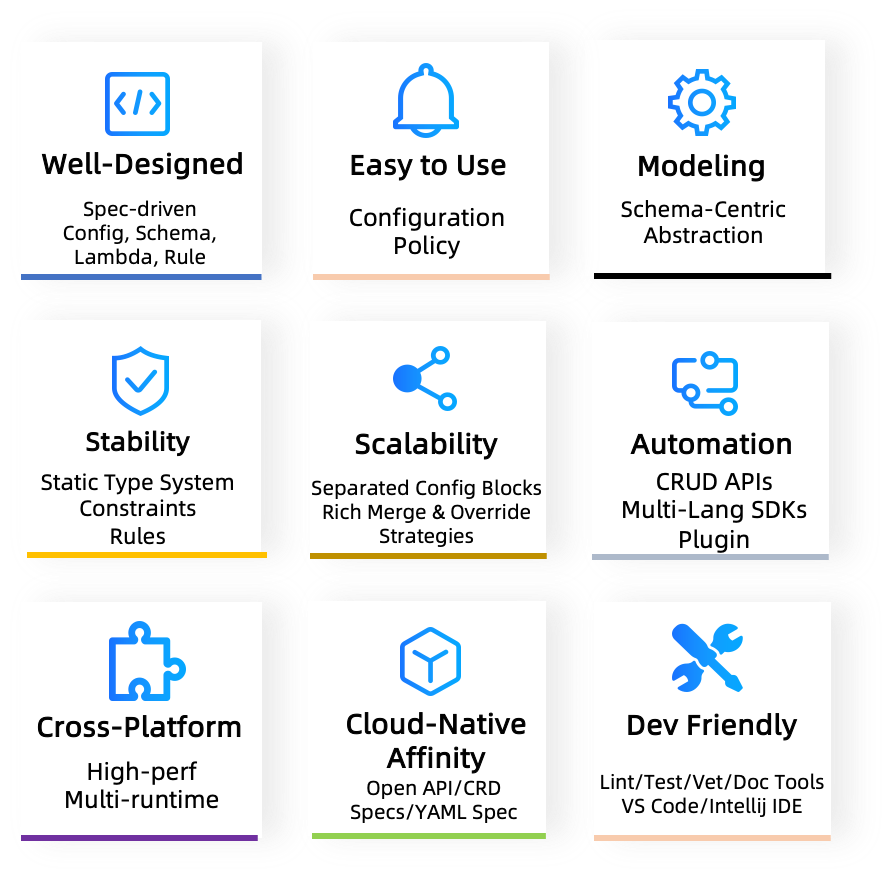 Well-Designed
Spec-driven
Config, Schema,
Lambda, Rule
Easy to Use
Configuration
Policy
Modeling
Schema-Centric
Abstraction
Stability
Static Type System
Constraints
Rules
Scalability
Separated Config Blocks
Rich Merge & Override
Strategies
Automation
CRUD APIs
Multi-Lang SDKs
Plugin
Cross-Platform
High-perf
Multi-runtime
Cloud-Native
Affinity
Open API/CRD
Specs/YAML Spec
Dev Friendly
Lint/Test/Vet/Doc Tools
VS Code/Intellij IDE